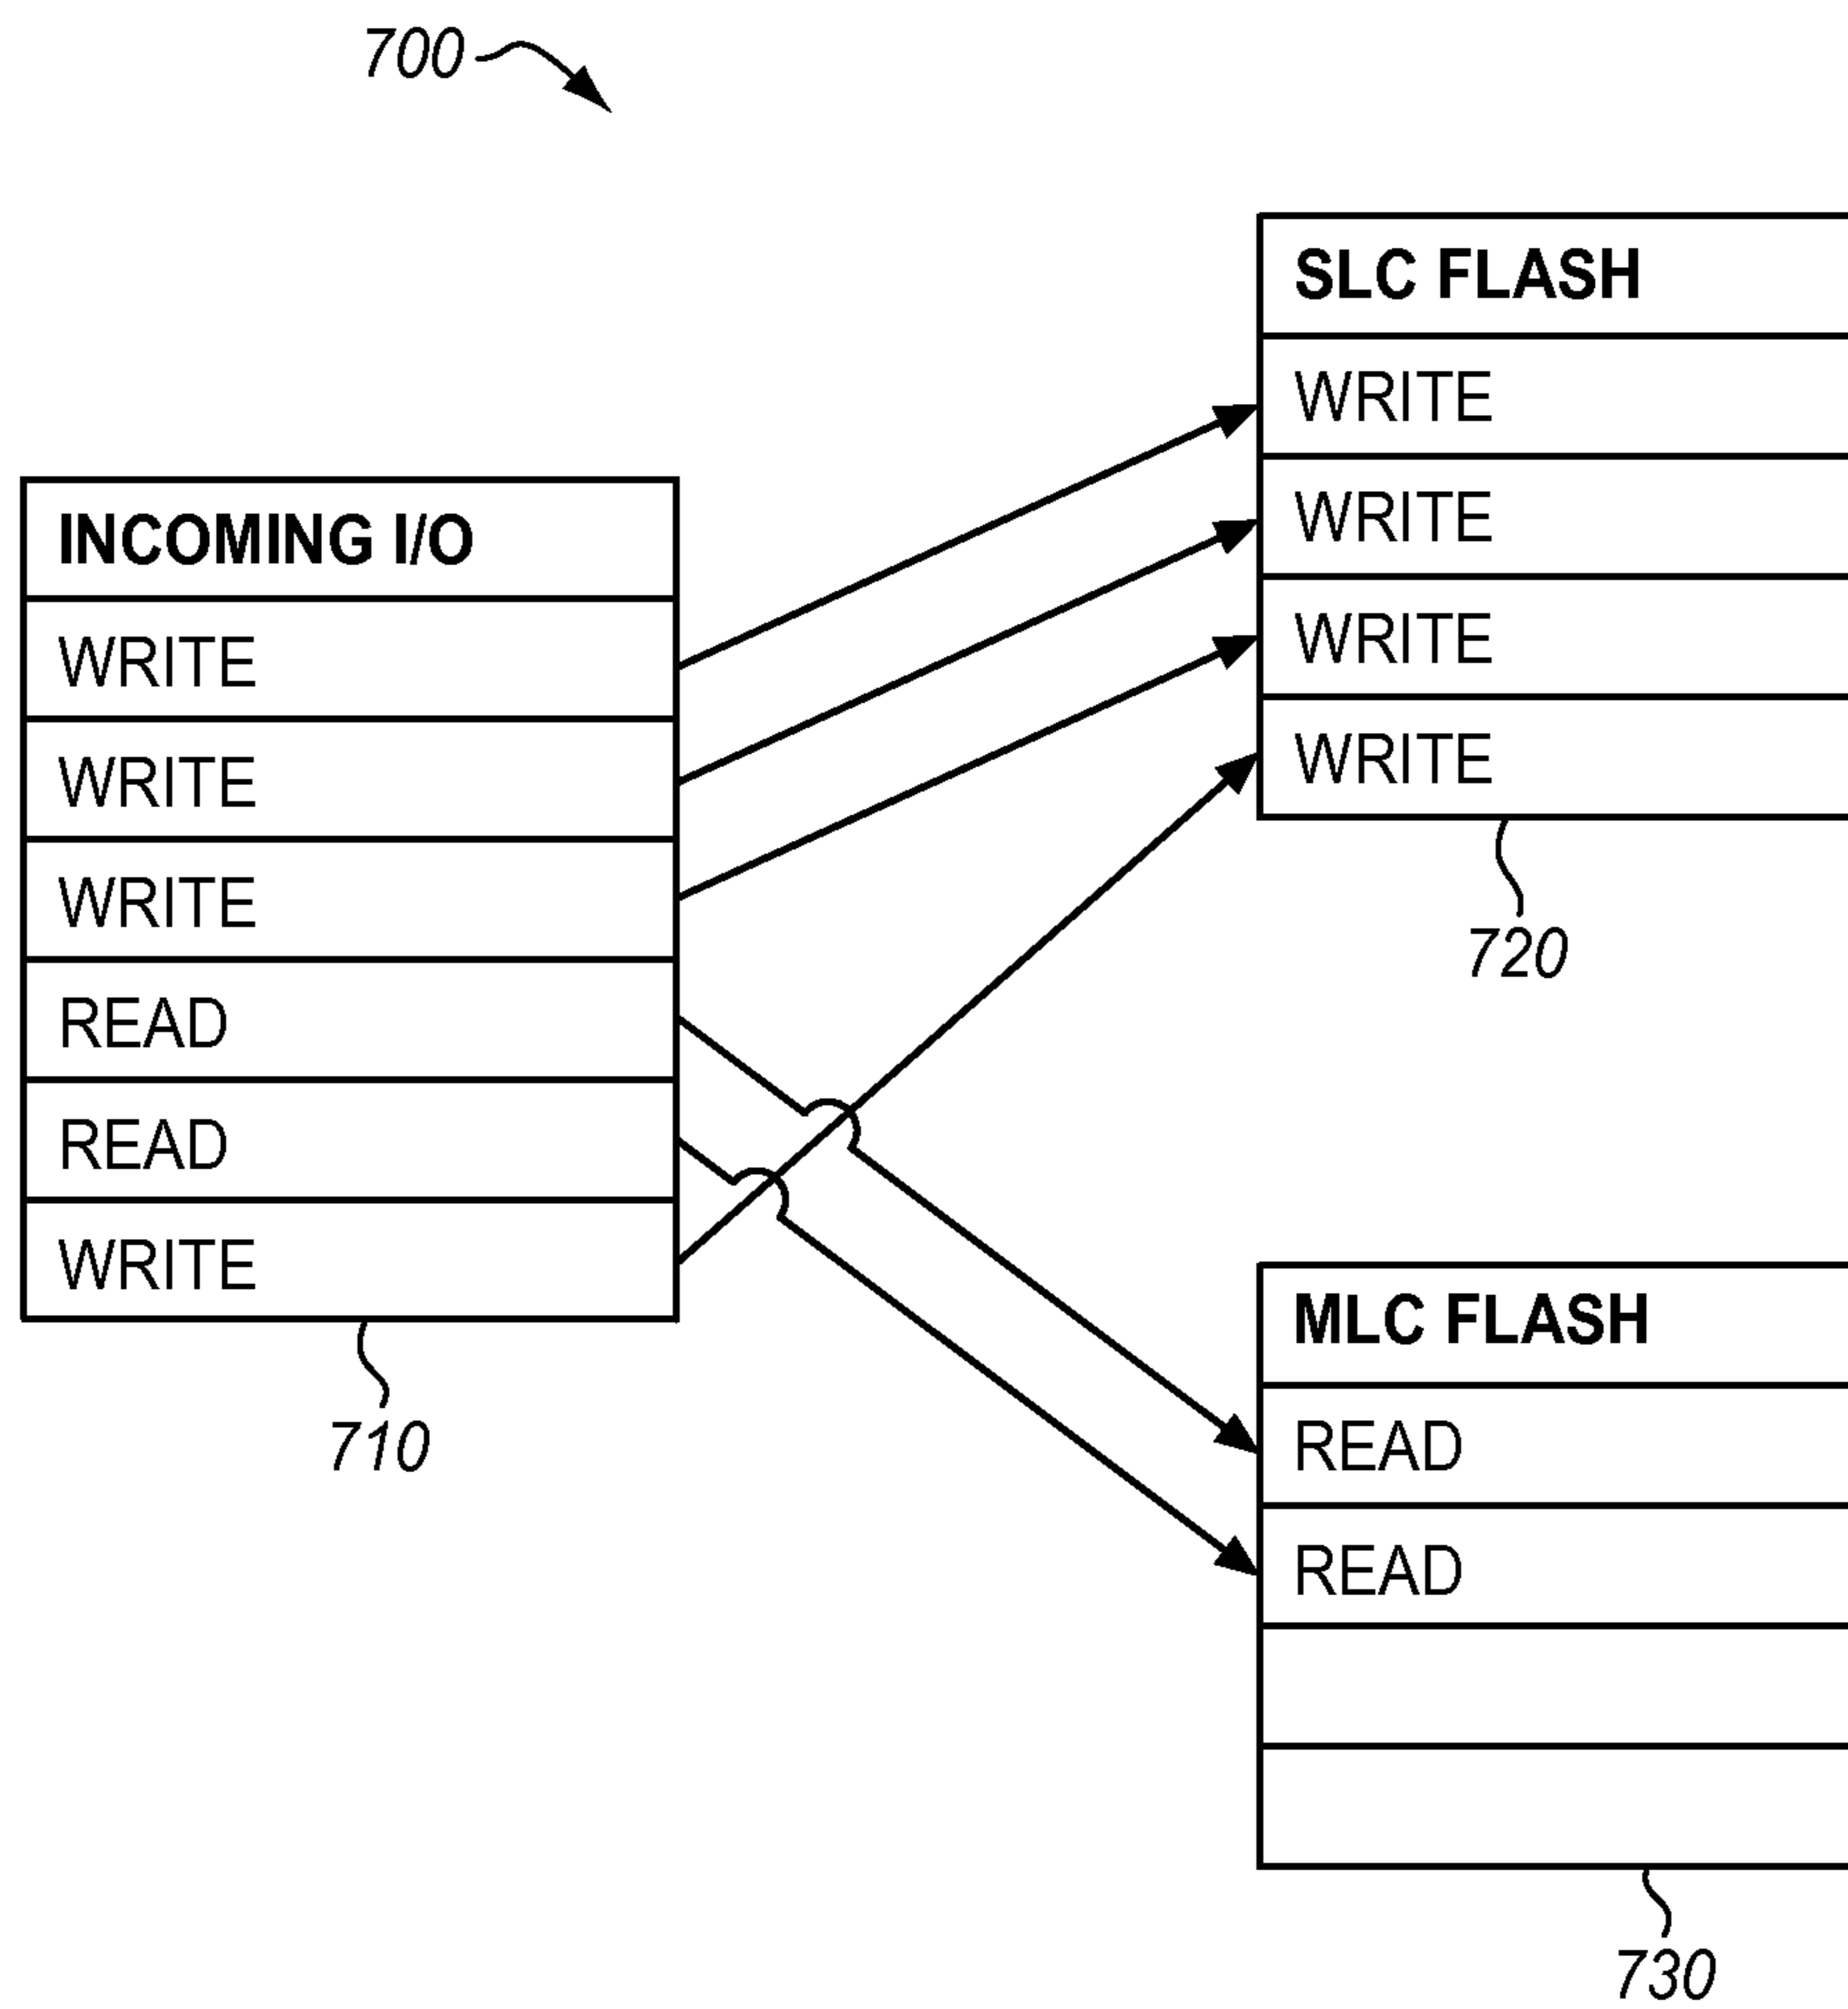 700
INCOMING I/O
WRITE
WRITE
WRITE
READ
READ
WRITE
710
SLC FLASH
WRITE
WRITE
WRITE
WRITE
720
MLC FLASH
READ
READ
730